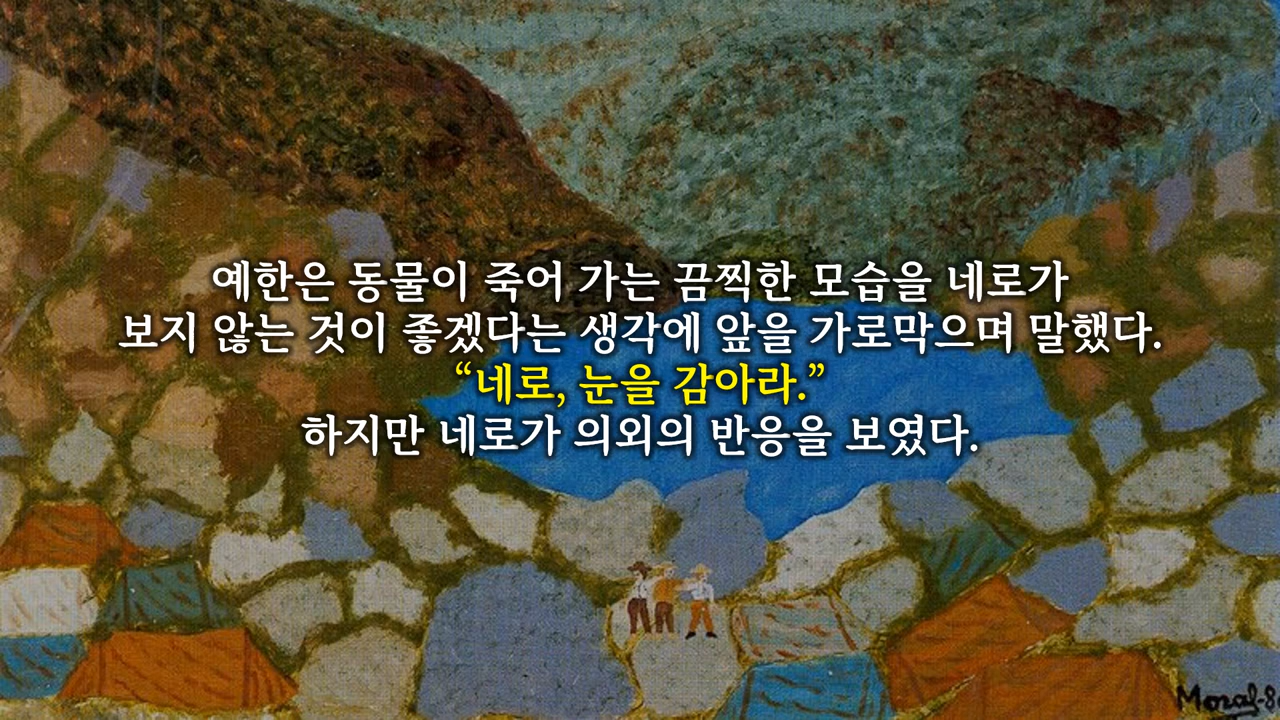 예한은 동물이 죽어 가는 끔찍한 모습을 네로가
보지 않는 것이 좋겠다는 생각에 앞을 가로막으며 말했다.
“네로, 눈을 감아라.”
하지만 네로가 의외의 반응을 보였다.